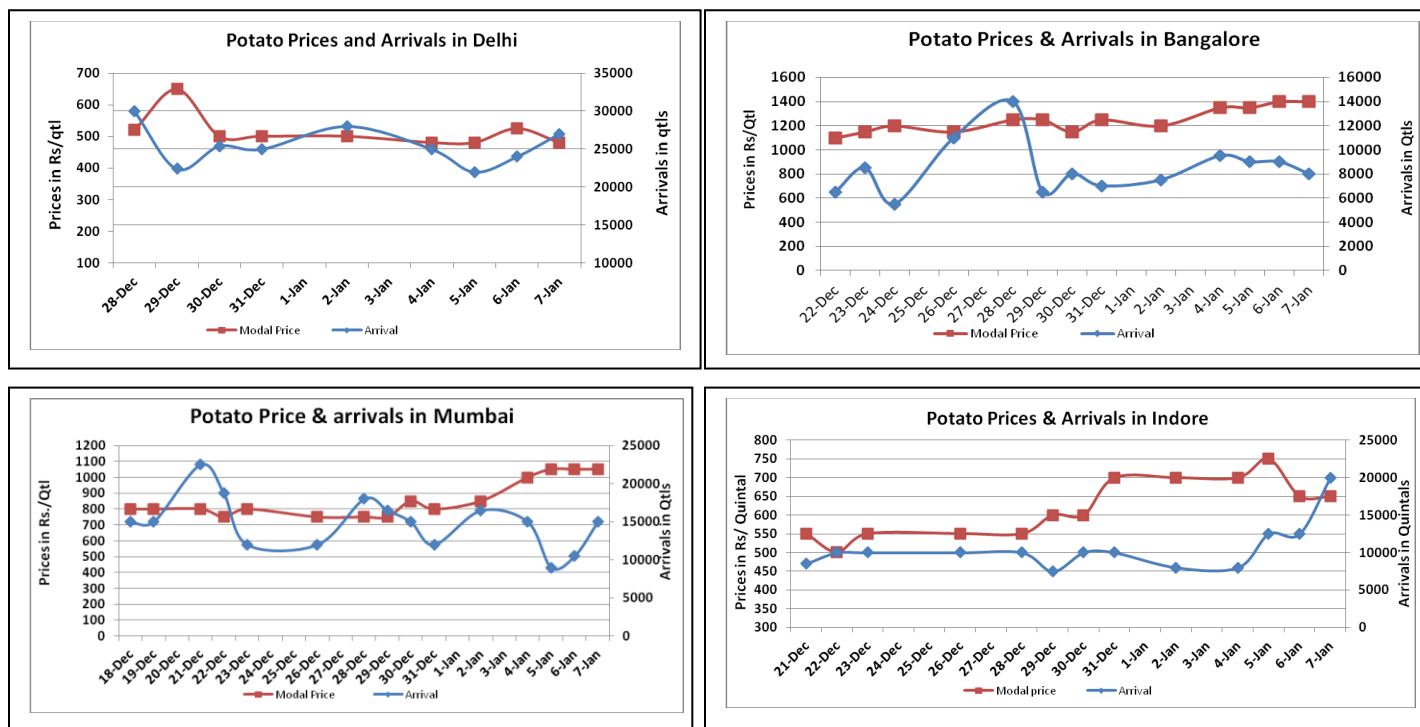 Potato Prices and Arrivals in Delhi
Prices in Rs/qtl
700
600
500
400
300
200
100
35000
30000
25000
20000
15000
10000
Arrivals in qtls
28-Dec
29-Dec
30-Dec
31-Dec
1-Jan
2-Jan
3-Jan
4-Jan
5-Jan
6-Jan
7-Jan
Modal Price
Arrival
Potato Prices & Arrivals in Bangalore
Prices in Rs/Qtl
1600
1400
1200
1000
800
600
400
200
0
16000
14000
12000
10000
8000
6000
4000
2000
0
Arrivals in Qtls
22-Dec
23-Dec
24-Dec
25-Dec
26-Dec
27-Dec
28-Dec
29-Dec
30-Dec
31-Dec
1-Jan
2-Jan
3-Jan
4-Jan
5-Jan
6-Jan
7-Jan
Modal Price
Arrival
Potato Price & arrivals in Mumbai
Prices in Rs./Qtl
1200
1100
1000
900
800
700
600
500
400
300
200
100
0
25000
20000
15000
10000
5000
0
Arrivals in Qtls
18-Dec
19-Dec
20-Dec
21-Dec
22-Dec
23-Dec
24-Dec
25-Dec
26-Dec
27-Dec
28-Dec
29-Dec
30-Dec
31-Dec
1-Jan
2-Jan
3-Jan
4-Jan
5-Jan
6-Jan
7-Jan
Modal Price
Arrival
Potato Prices & Arrivals in Indore
Prices in Rs/ Quintal
800
750
700
650
600
550
500
450
400
350
300
25000
20000
15000
10000
5000
0
Arrivals in Quintals
21-Dec
22-Dec
23-Dec
24-Dec
25-Dec
26-Dec
27-Dec
28-Dec
29-Dec
30-Dec
31-Dec
1-Jan
2-Jan
3-Jan
4-Jan
5-Jan
6-Jan
7-Jan
Modal price
Arrival